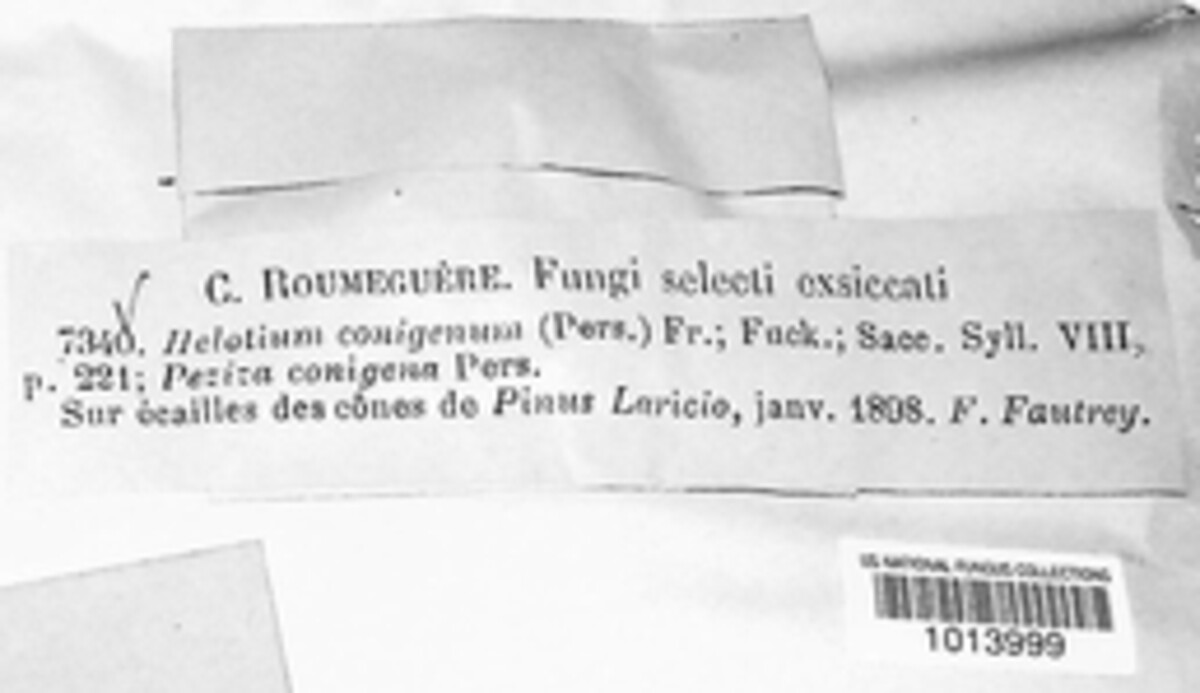 C. ROUMEGUÈRE. Fungi selecti exsiccati
7340. Helotium conigenum (Pers.) Fr.; Fuck.; Sacc. Syll. VIII,
p. 221; Peziza conigena Pers.
Sur écailles des cônes de Pinus Laricio, janv. 1898. F. Fautrey.
US NATIONAL FUNGUS COLLECTIONS
1013999